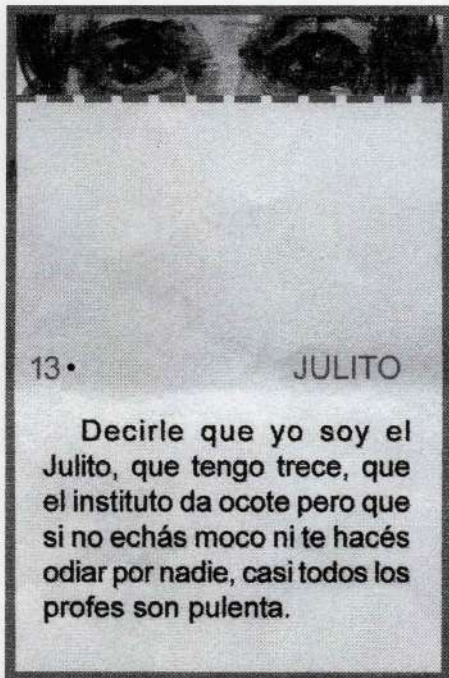 13• JULITO
Decirle que yo soy el
Julito, que tengo trece, que
el instituto da ocote pero que
si no echás moco ni te hacés
odiar por nadie, casi todos los
profes son pulenta.